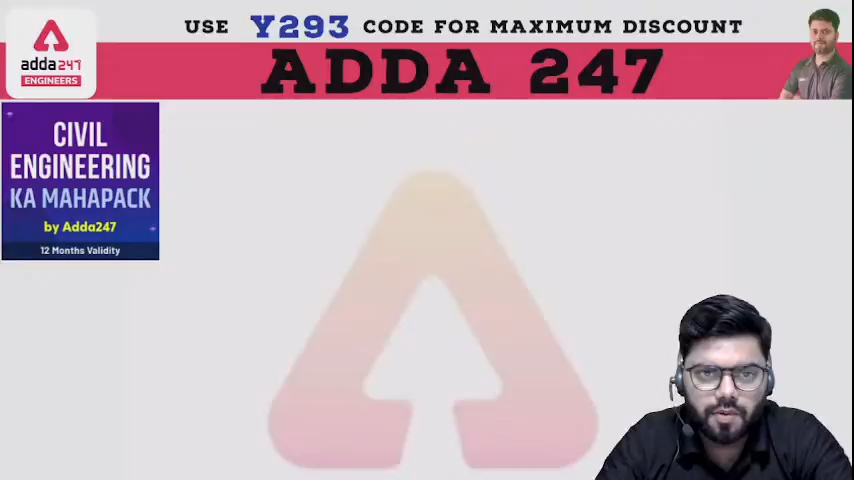 USE Y293 CODE FOR MAXIMUM DISCOUNT
ADDA 247
adda247
ENGINEERS
CIVIL
ENGINEERING
KA MAHAPACK
by Adda247
12 Months Validity